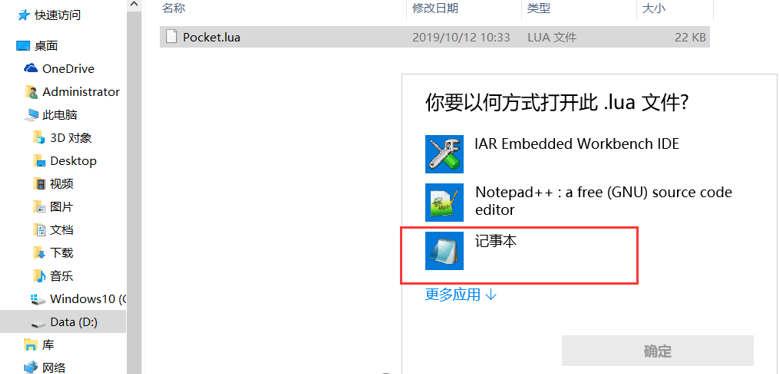 快速访问
桌面
OneDrive
Administrator
此电脑
3D 对象
Desktop
视频
图片
文档
下载
音乐
Windows10 (C
Data (D:)
库
网络
名称 修改日期 类型 大小
Pocket.lua 2019/10/12 10:33 LUA 文件 22 KB
你要以何方式打开此 .lua 文件?
IAR Embedded Workbench IDE
Notepad++ : a free (GNU) source code
editor
记事本
更多应用 ↓
确定